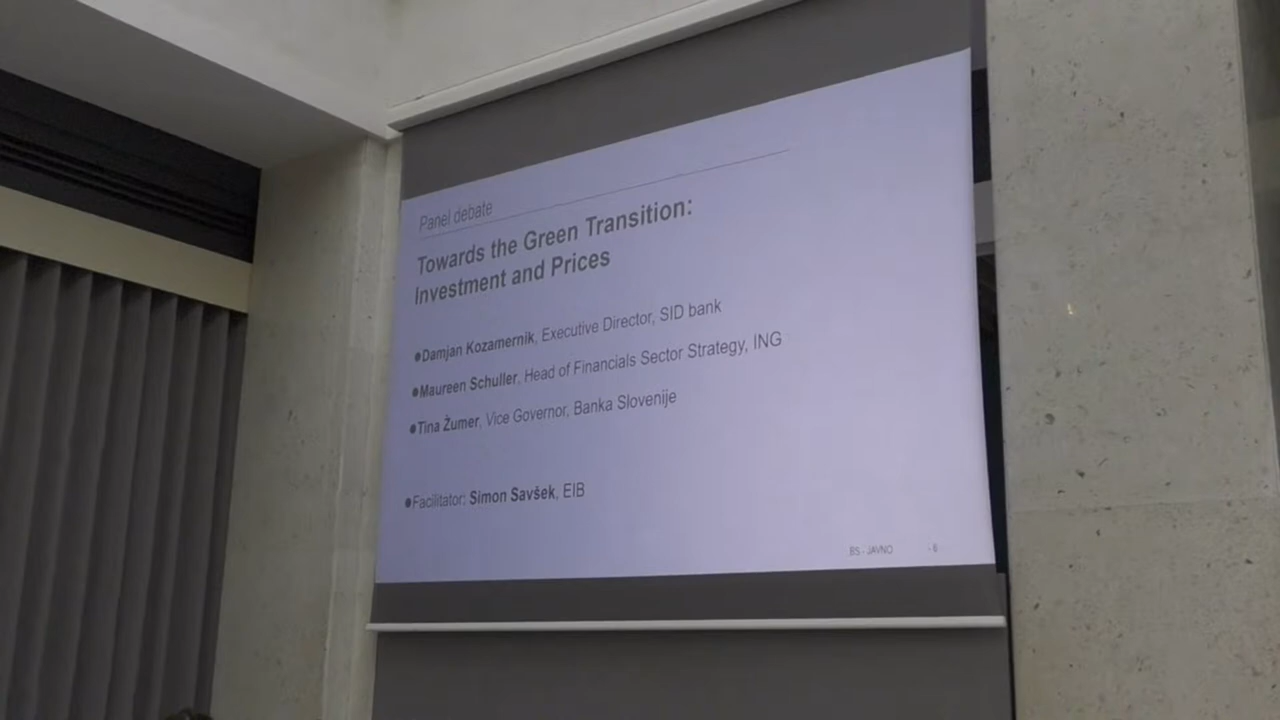 Panel debate
Towards the Green Transition:
Investment and Prices
●Damjan Kozamernik, Executive Director, SID bank
●Maureen Schuller, Head of Financials Sector Strategy, ING
●Tina Žumer, Vice Governor, Banka Slovenije
●Facilitator: Simon Savšek, EIB
BS - JAVNO - 6